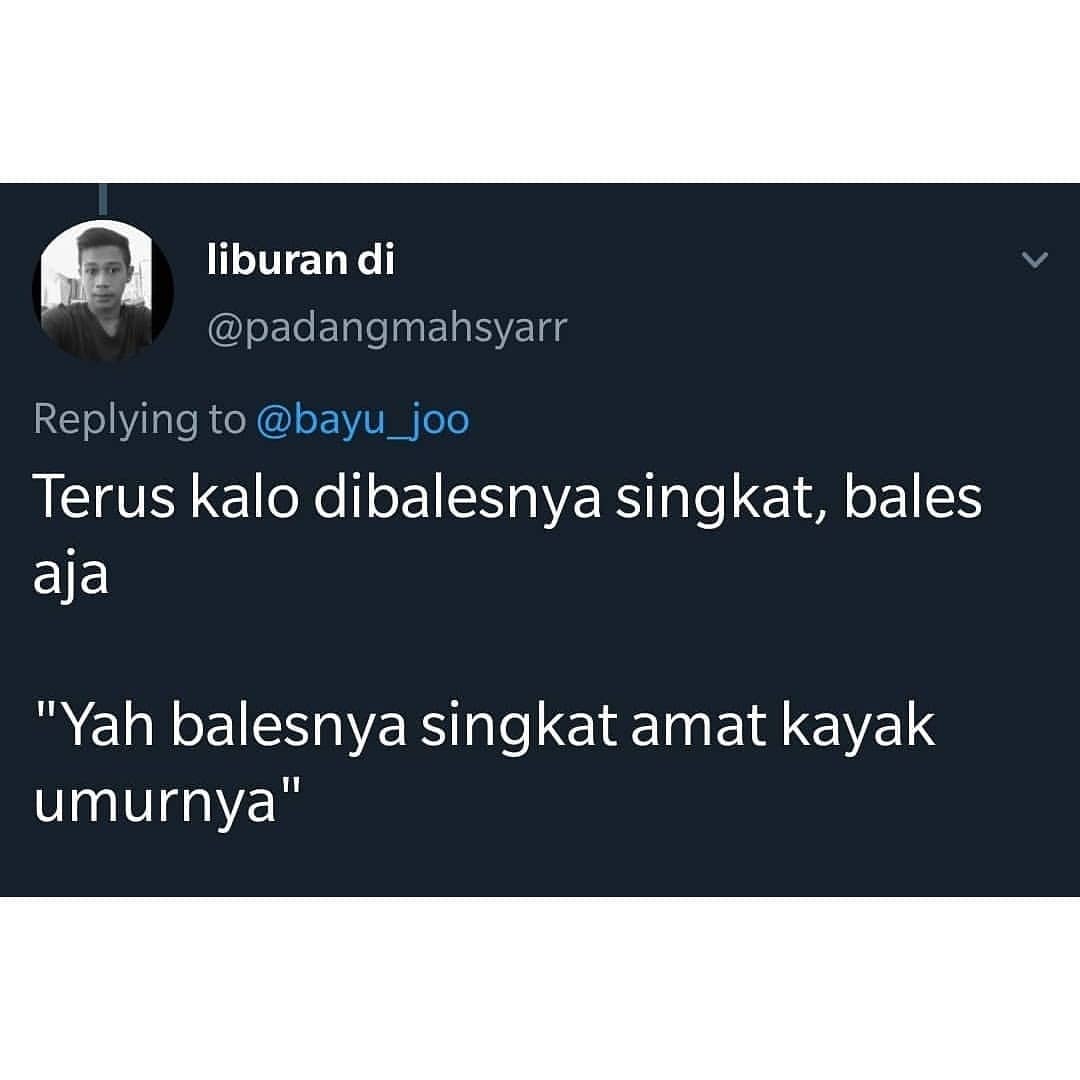 liburan di
@padangmahsyarr
Replying to @bayu_joo
Terus kalo dibalesnya singkat, bales
aja
"Yah balesnya singkat amat kayak
umurnya"